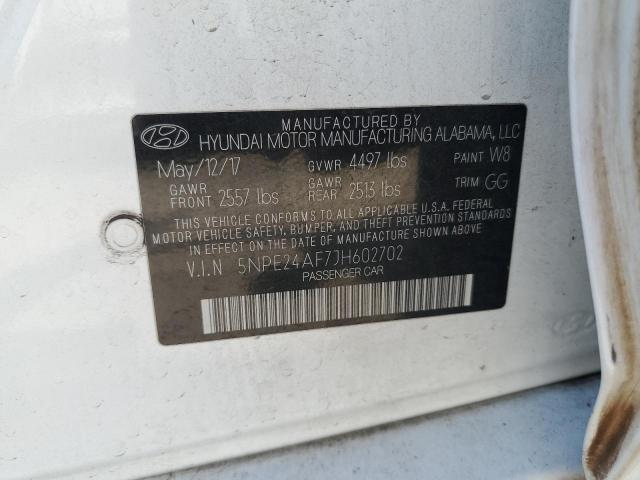 MANUFACTURED BY
HYUNDAI MOTOR MANUFACTURING ALABAMA, LLC
May/12/17 GVWR 4497 lbs PAINT W8
GAWR FRONT 2557 lbs GAWR REAR 2513 lbs TRIM GG
THIS VEHICLE CONFORMS TO ALL APPLICABLE U.S.A. FEDERAL
MOTOR VEHICLE SAFETY, BUMPER, AND THEFT PREVENTION STANDARDS
IN EFFECT ON THE DATE OF MANUFACTURE SHOWN ABOVE.
V.I.N 5NPE24AF7JH602702
PASSENGER CAR